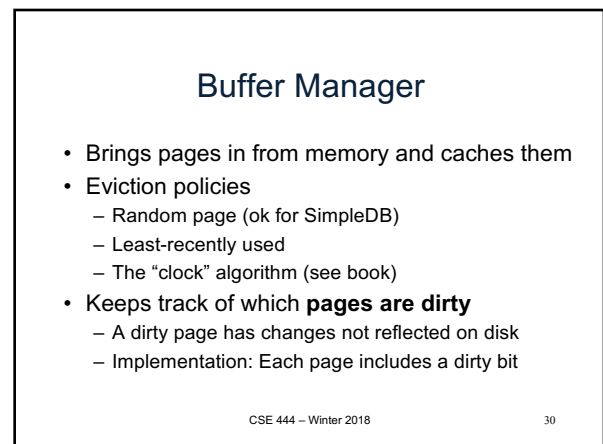 Buffer Manager
• Brings pages in from memory and caches them
• Eviction policies
– Random page (ok for SimpleDB)
– Least-recently used
– The “clock” algorithm (see book)
• Keeps track of which pages are dirty
– A dirty page has changes not reflected on disk
– Implementation: Each page includes a dirty bit
CSE 444 – Winter 2018
30